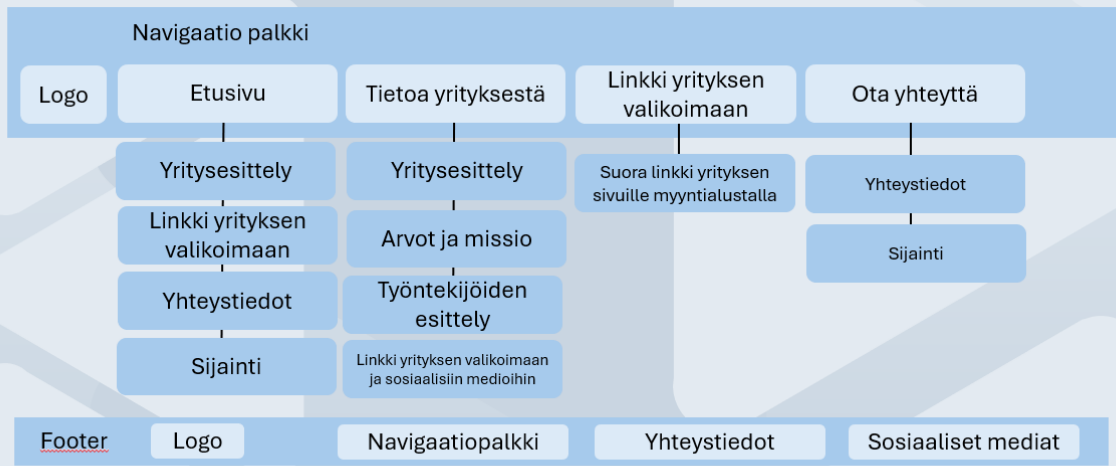 Navigaatio palkki
Logo
Etusivu
Tietoa yrityksestä
Linkki yrityksen
valikoimaan
Ota yhteyttä
Yritysesittely
Linkki yrityksen
valikoimaan
Yhteystiedot
Sijainti
Yritysesittely
Arvot ja missio
Työntekijöiden
esittely
Linkki yrityksen valikoimaan
ja sosiaalisiin medioihin
Suora linkki yrityksen
sivuille myyntialustalla
Yhteystiedot
Sijainti
Footer
Logo
Navigaatiopalkki
Yhteystiedot
Sosiaaliset mediat